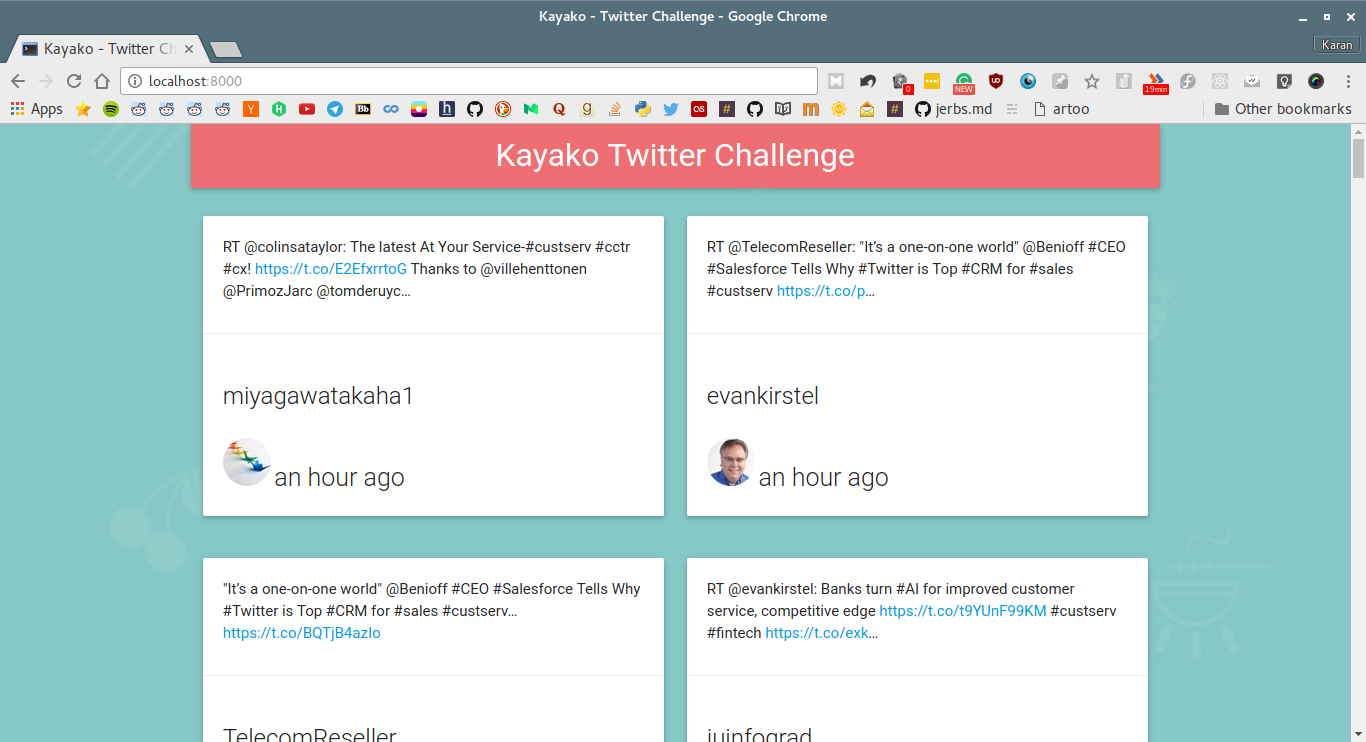 Kayako - Twitter Challenge - Google Chrome
Kayako - Twitter Ch
Karan
localhost:8000
0
NEW
19min
Apps
jerbs.md
artoo
Other bookmarks
Kayako Twitter Challenge
RT @colinsataylor: The latest At Your Service-#custserv #cctr
#cx! https://t.co/E2EfxrrtoG Thanks to @villehenttonen
@PrimozJarc @tomderuyc…
miyagawatakaha1
an hour ago
RT @TelecomReseller: "It’s a one-on-one world" @Benioff #CEO
#Salesforce Tells Why #Twitter is Top #CRM for #sales
#custserv https://t.co/p…
evankirstel
an hour ago
"It’s a one-on-one world" @Benioff #CEO #Salesforce Tells Why
#Twitter is Top #CRM for #sales #custserv…
https://t.co/BQTjB4azIo
TelecomReseller
RT @evankirstel: Banks turn #AI for improved customer
service, competitive edge https://t.co/t9YUnF99KM #custserv
#fintech https://t.co/exk…
juinfograd